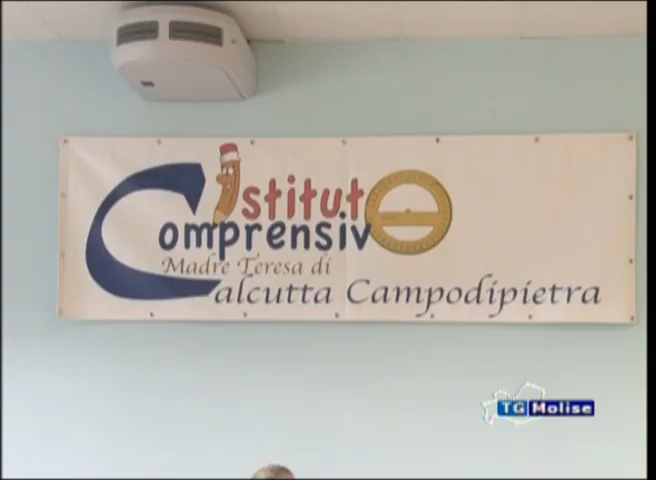 Istituto
Comprensivo
Madre Teresa di
Calcutta Campodipietra
TG Molise